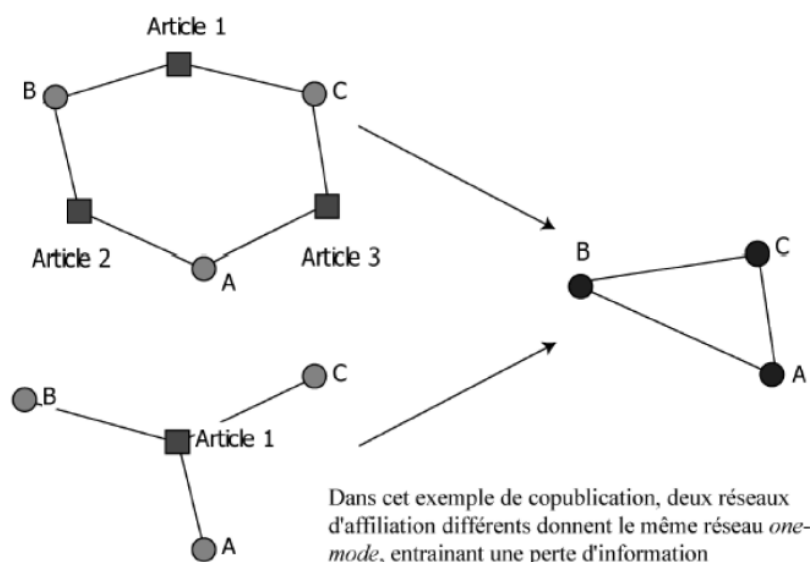 Article 1
B
C
Article 2
Article 3
A
B
C
A
B
C
Article 1
A
Dans cet exemple de copublication, deux réseaux
d'affiliation différents donnent le même réseau one-
mode, entrainant une perte d'information